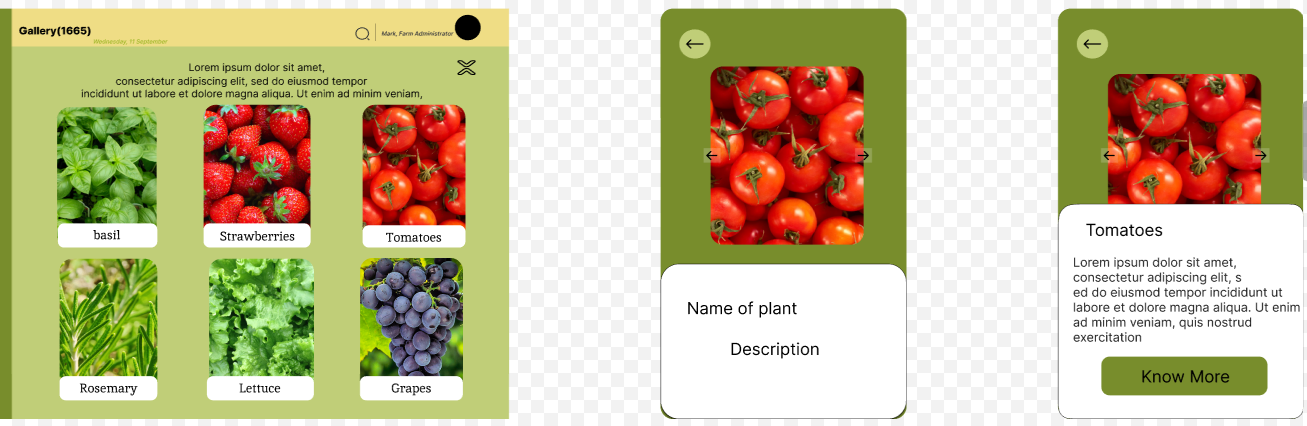 Gallery(1665)
Wednesday, 11 September
Mark, Farm Administrator
Lorem ipsum dolor sit amet,
consectetur adipiscing elit, sed do eiusmod tempor
incididunt ut labore et dolore magna aliqua. Ut enim ad minim veniam,
basil
Strawberries
Tomatoes
Rosemary
Lettuce
Grapes
Name of plant
Description
Tomatoes
Lorem ipsum dolor sit amet,
consectetur adipiscing elit, s
ed do eiusmod tempor incididunt ut
labore et dolore magna aliqua. Ut enim
ad minim veniam, quis nostrud
exercitation
Know More